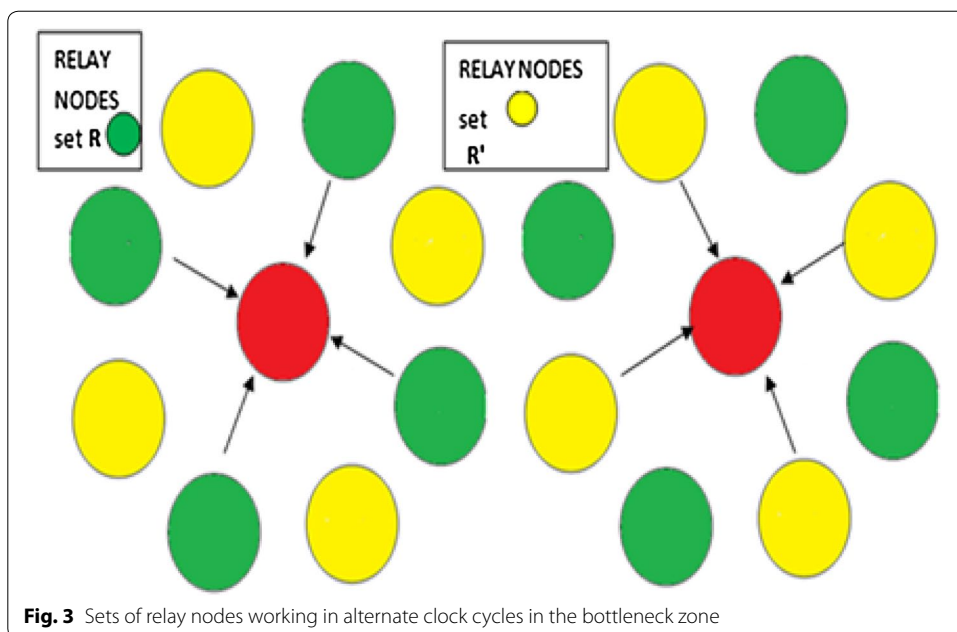 RELAY
NODES
set R
RELAY NODES
set
R'
Fig. 3 Sets of relay nodes working in alternate clock cycles in the bottleneck zone